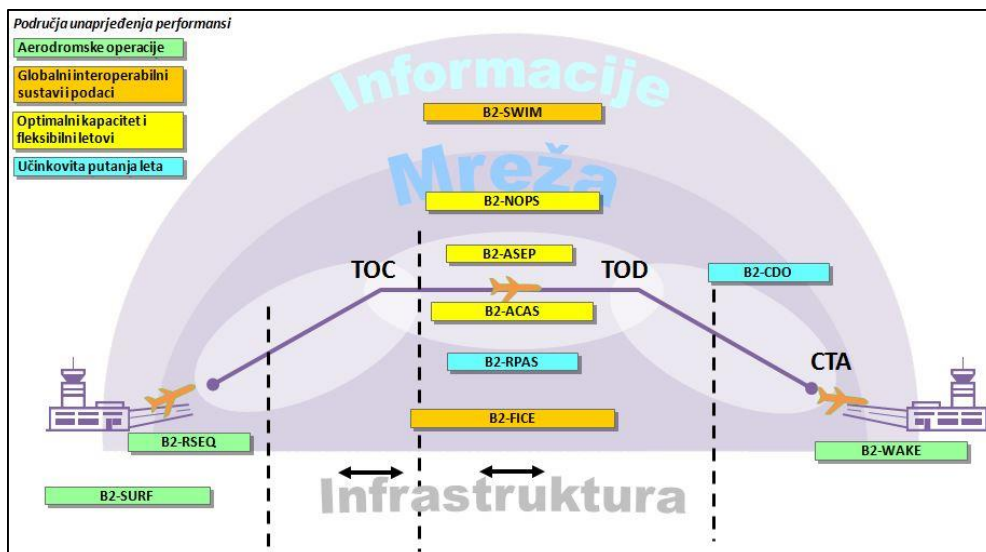 Područja unaprjeđenja performansi
Aerodromske operacije
Globalni interoperabilni
sustavi i podaci
Optimalni kapacitet i
fleksibilni letovi
Učinkovita putanja leta
Informacije
B2-SWIM
Mreža
B2-NOPS
B2-ASEP
TOC
TOD
B2-CDO
B2-ACAS
B2-RPAS
CTA
B2-FICE
B2-RSEQ
B2-WAKE
B2-SURF
Infrastruktura